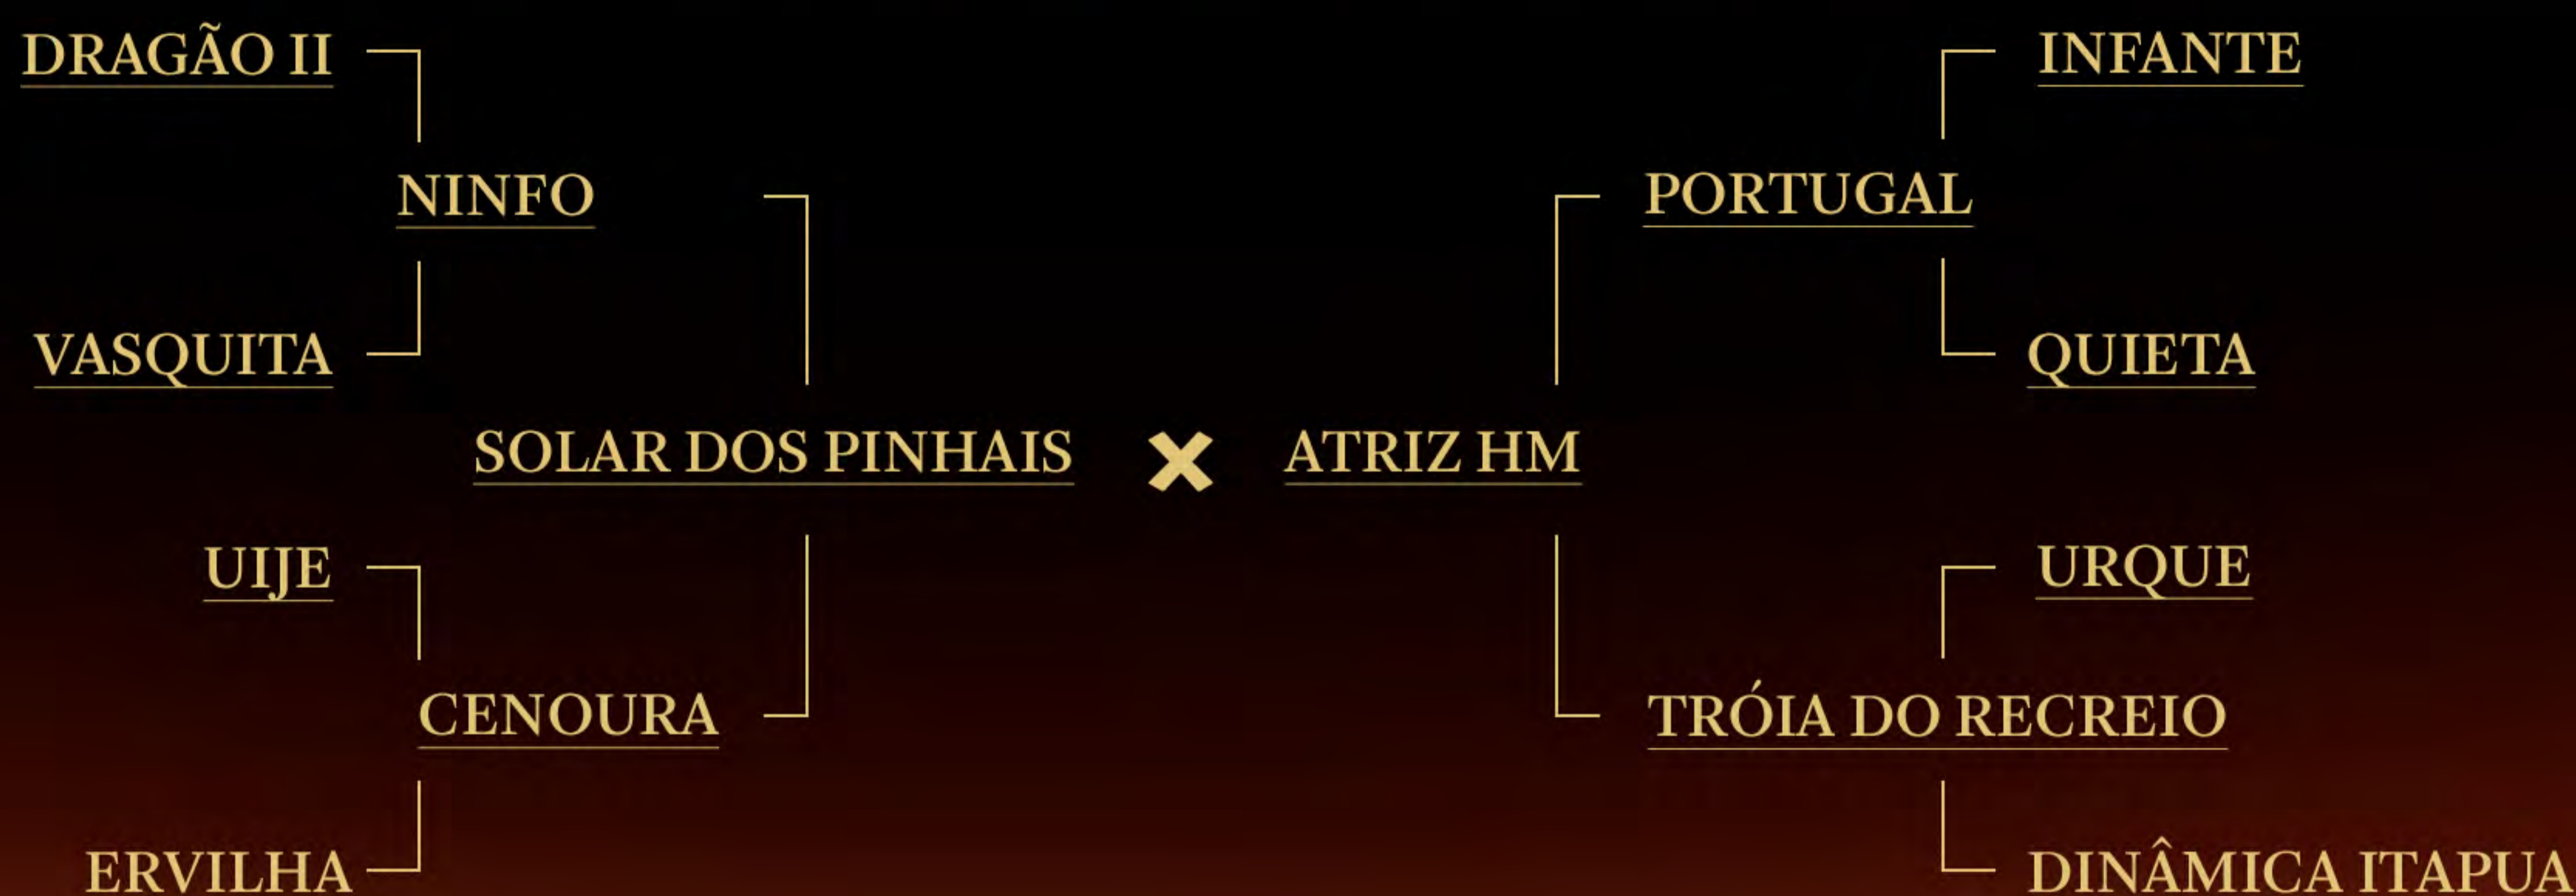 DRAGÃO II
INFANTE
NINFO
PORTUGAL
VASQUITA
QUIETA
SOLAR DOS PINHAIS × ATRIZ HM
UIJE
URQUE
CENOURA
TRÓIA DO RECREIO
ERVILHA
DINÂMICA ITAPUA